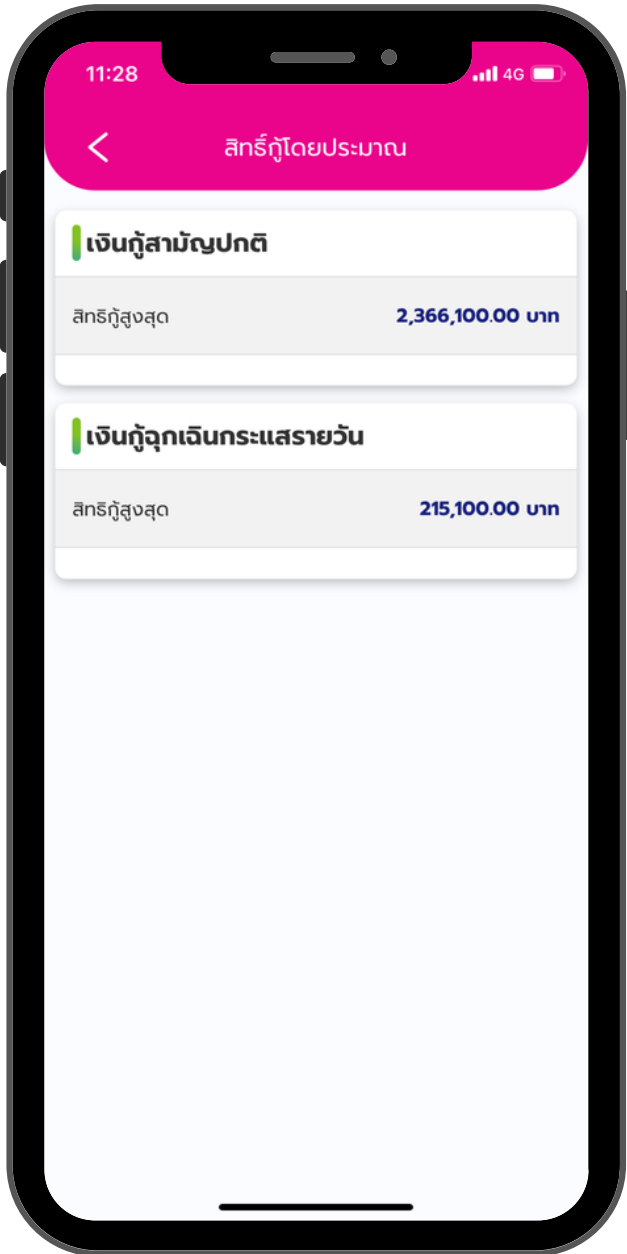 11:28
4G
สิทธิ์กู้โดยประมาณ
เงินกู้สามัญปกติ
สิทธิกู้สูงสุด 2,366,100.00 บาท
เงินกู้ฉุกเฉินกระแสรายวัน
สิทธิกู้สูงสุด 215,100.00 บาท